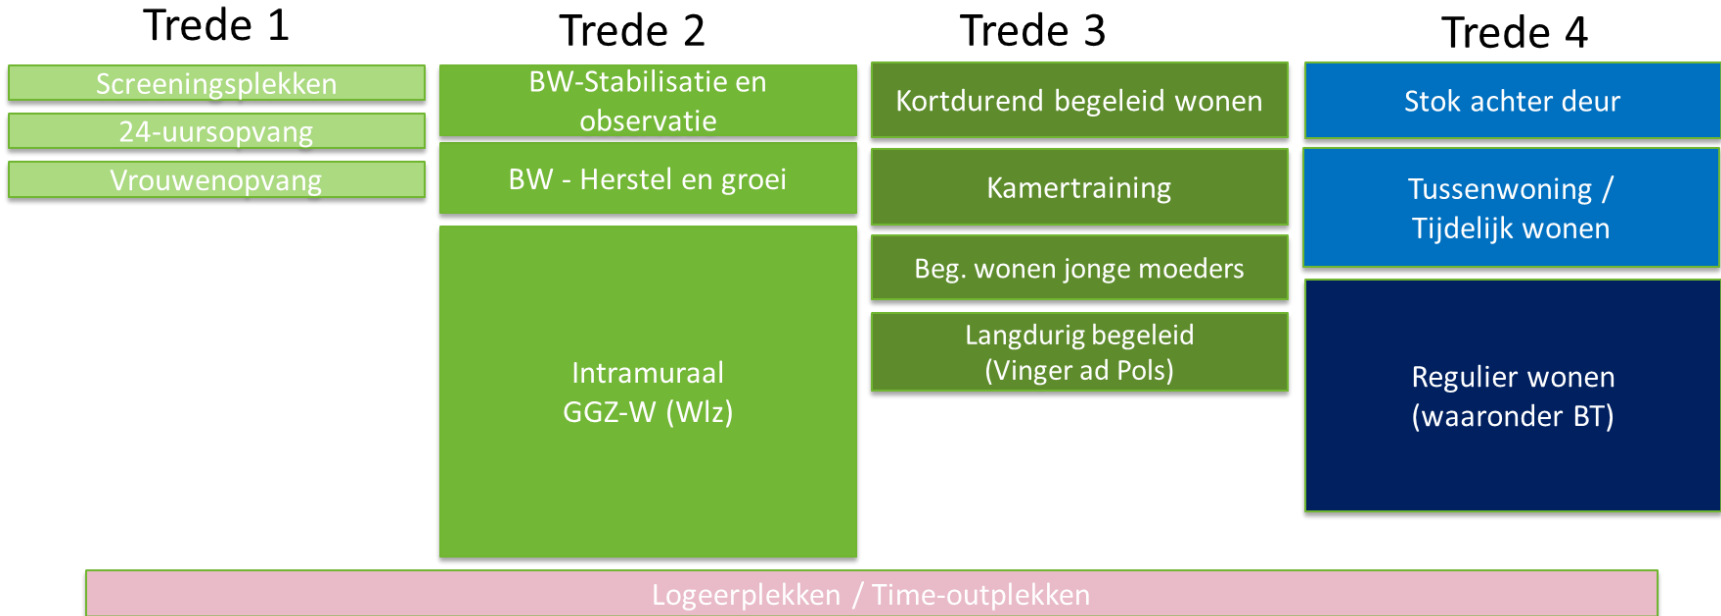 Trede 1
Screeningsplekken
24-uursopvang
Vrouwenopvang
Trede 2
BW-Stabilisatie en
observatie
BW - Herstel en groei
Intramuraal
GGZ-W (Wlz)
Trede 3
Kortdurend begeleid wonen
Kamertraining
Beg. wonen jonge moeders
Langdurig begeleid
(Vinger ad Pols)
Trede 4
Stok achter deur
Tussenwoning /
Tijdelijk wonen
Regulier wonen
(waaronder BT)
Logeerplekken / Time-outplekken